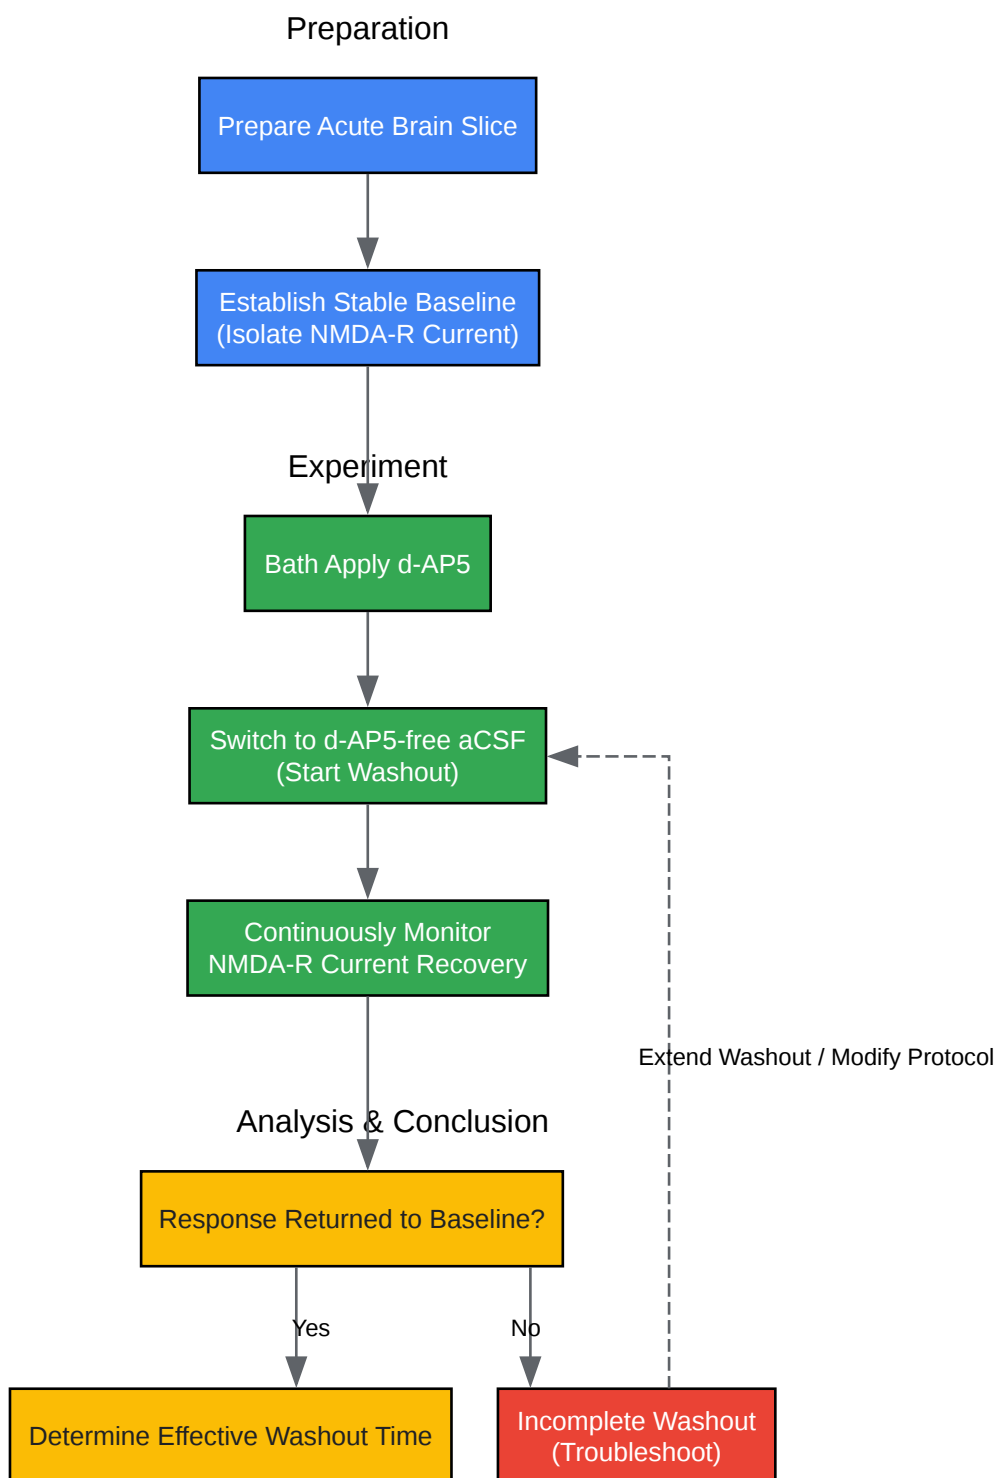 Preparation
Prepare Acute Brain Slice
Establish Stable Baseline
(Isolate NMDA-R Current)
Experiment
Bath Apply d-AP5
Switch to d-AP5-free aCSF
(Start Washout)
Continuously Monitor
NMDA-R Current Recovery
Extend Washout / Modify Protocol
Analysis & Conclusion
Response Returned to Baseline?
Yes
No
Determine Effective Washout Time
Incomplete Washout
(Troubleshoot)